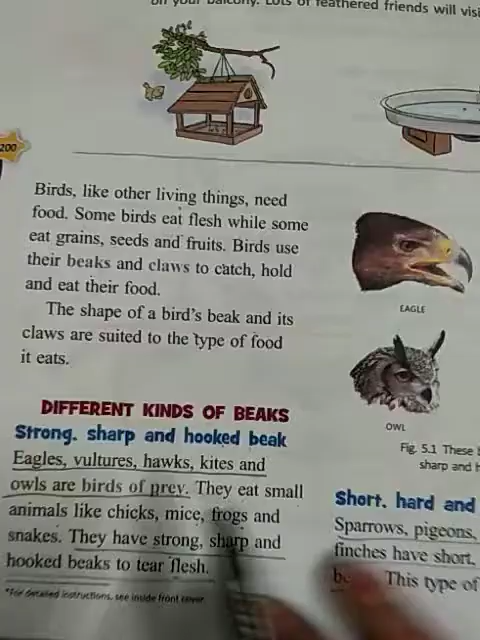 on your balcony. Lots of feathered friends will visi
200
Birds, like other living things, need
food. Some birds eat flesh while some
eat grains, seeds and fruits. Birds use
their beaks and claws to catch, hold
and eat their food.
The shape of a bird's beak and its
claws are suited to the type of food
it eats.
EAGLE
OWL
Fig. 5.1 These
sharp and h
DIFFERENT KINDS OF BEAKS
Strong, sharp and hooked beak
Eagles, vultures, hawks, kites and
owls are birds of prey. They eat small
animals like chicks, mice, frogs and
snakes. They have strong, sharp and
hooked beaks to tear flesh.
*For detailed instructions, see inside front cover.
Short, hard and
Sparrows, pigeons,
finches have short,
This type of